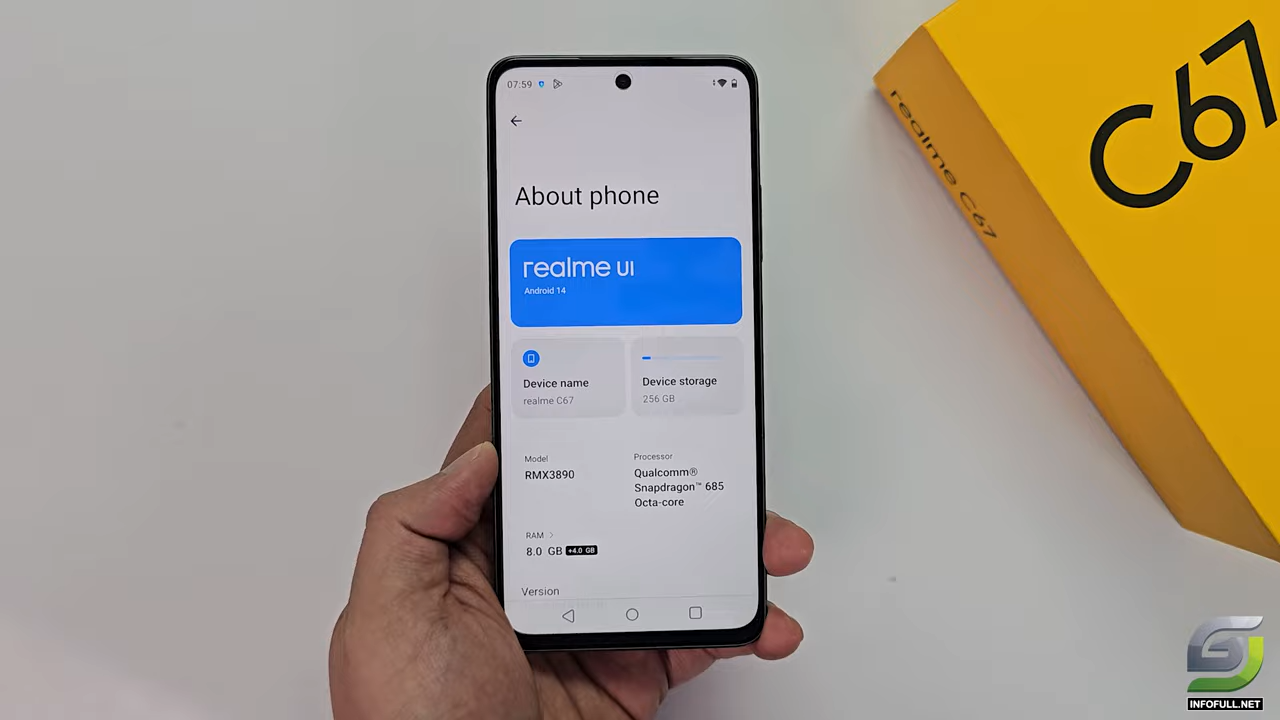 07:59
About phone
realme UI
Android 14
Device name
realme C67
Device storage
256 GB
Model
RMX3890
Processor
Qualcomm®
Snapdragon™ 685
Octa-core
RAM >
8.0 GB +4.0 GB
Version
C67
realme C67
INFOFULL.NET